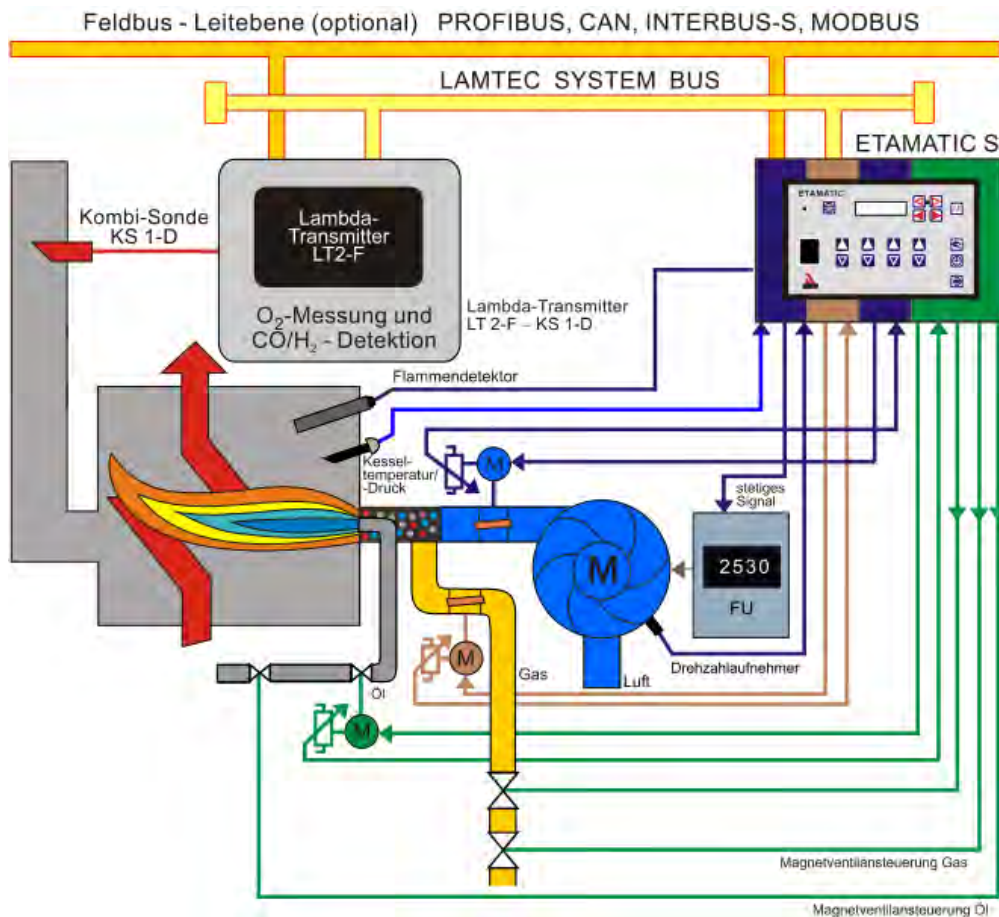 Feldbus - Leitebene (optional) PROFIBUS, CAN, INTERBUS-S, MODBUS
LAMTEC SYSTEM BUS
ETAMATIC S
ETAMATIC
Kombi-Sonde
KS 1-D
Lambda-
Transmitter
LT2-F
O₂-Messung und
CO/H₂ - Detektion
Lambda-Transmitter
LT 2-F – KS 1-D
Flammendetektor
Kessel-
temperatur/
-Druck
M
stetiges
Signal
M
2530
FU
M
Gas
Luft
Drehzahlaufnehmer
Öl
M
Magnetventilansteuerung Gas
Magnetventilansteuerung Öl